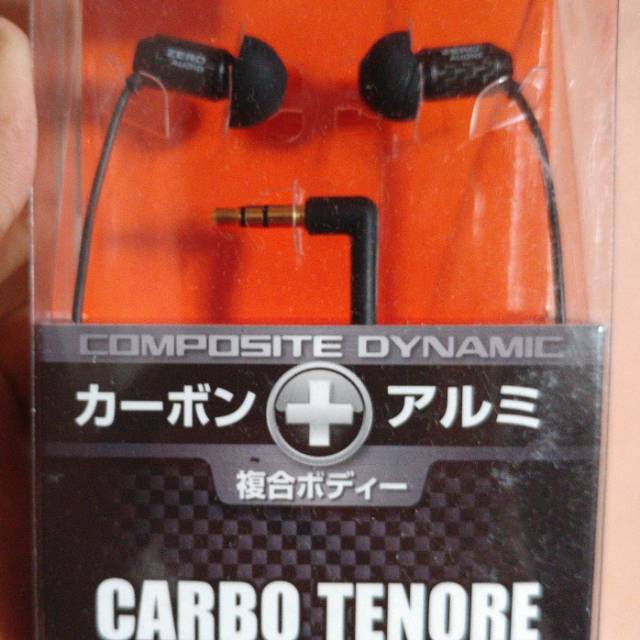 ZERO
AUDIO
ZERO
AUDIO
COMPOSITE DYNAMIC
カーボン + アルミ
複合ボディー
CARBO TENORE